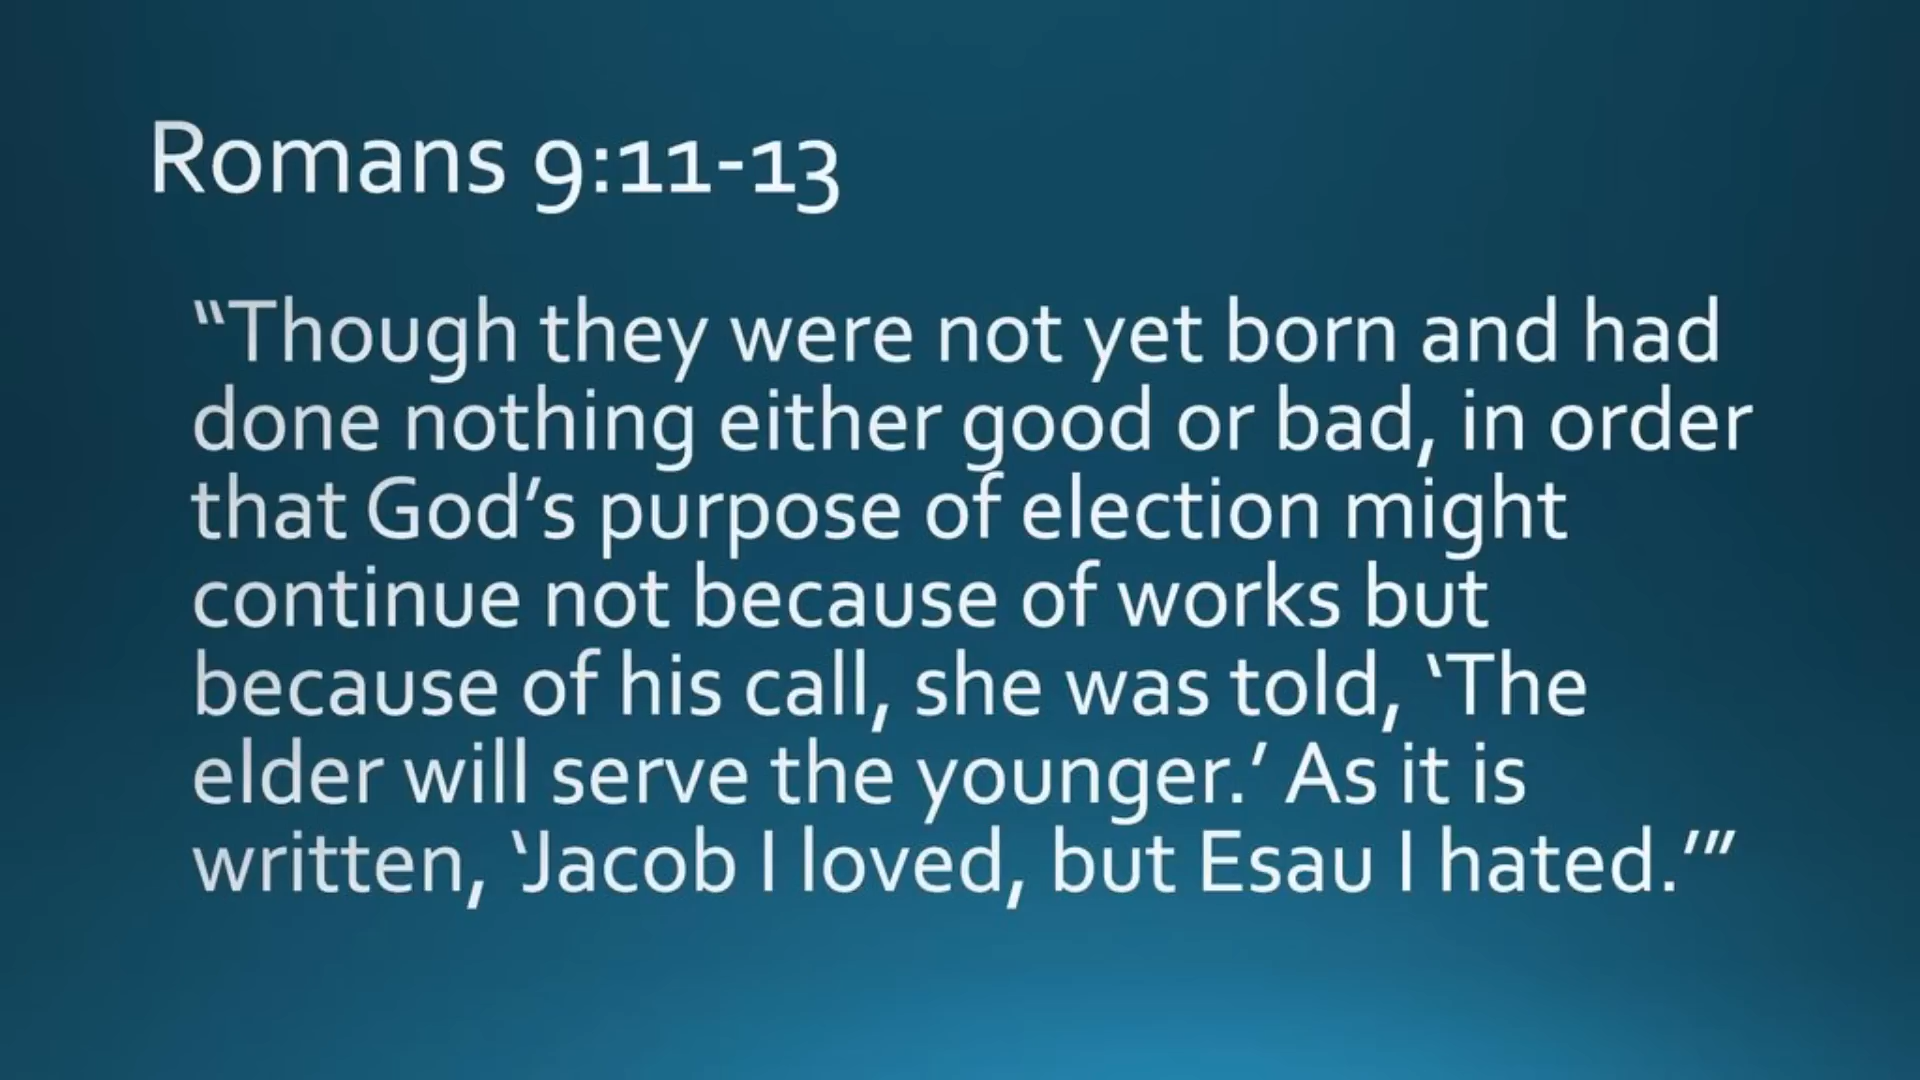 Romans 9:11-13
“Though they were not yet born and had
done nothing either good or bad, in order
that God’s purpose of election might
continue not because of works but
because of his call, she was told, ‘The
elder will serve the younger.’ As it is
written, ‘Jacob I loved, but Esau I hated.’”